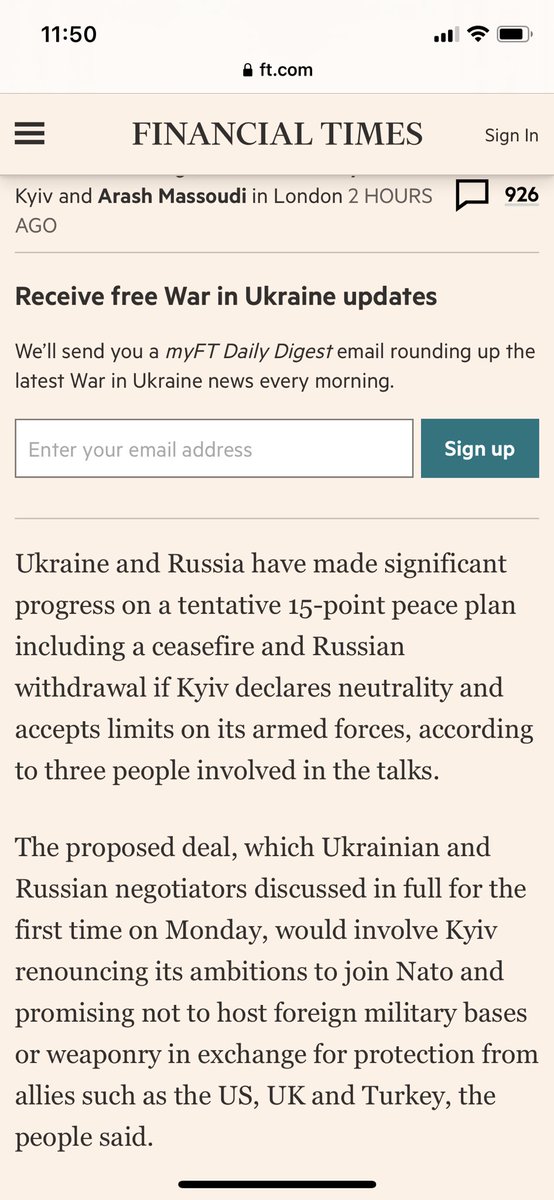 11:50
ft.com
FINANCIAL TIMES
Sign In
Kyiv and Arash Massoudi in London 2 HOURS
AGO
926
Receive free War in Ukraine updates
We’ll send you a myFT Daily Digest email rounding up the
latest War in Ukraine news every morning.
Enter your email address
Sign up
Ukraine and Russia have made significant
progress on a tentative 15-point peace plan
including a ceasefire and Russian
withdrawal if Kyiv declares neutrality and
accepts limits on its armed forces, according
to three people involved in the talks.
The proposed deal, which Ukrainian and
Russian negotiators discussed in full for the
first time on Monday, would involve Kyiv
renouncing its ambitions to join Nato and
promising not to host foreign military bases
or weaponry in exchange for protection from
allies such as the US, UK and Turkey, the
people said.